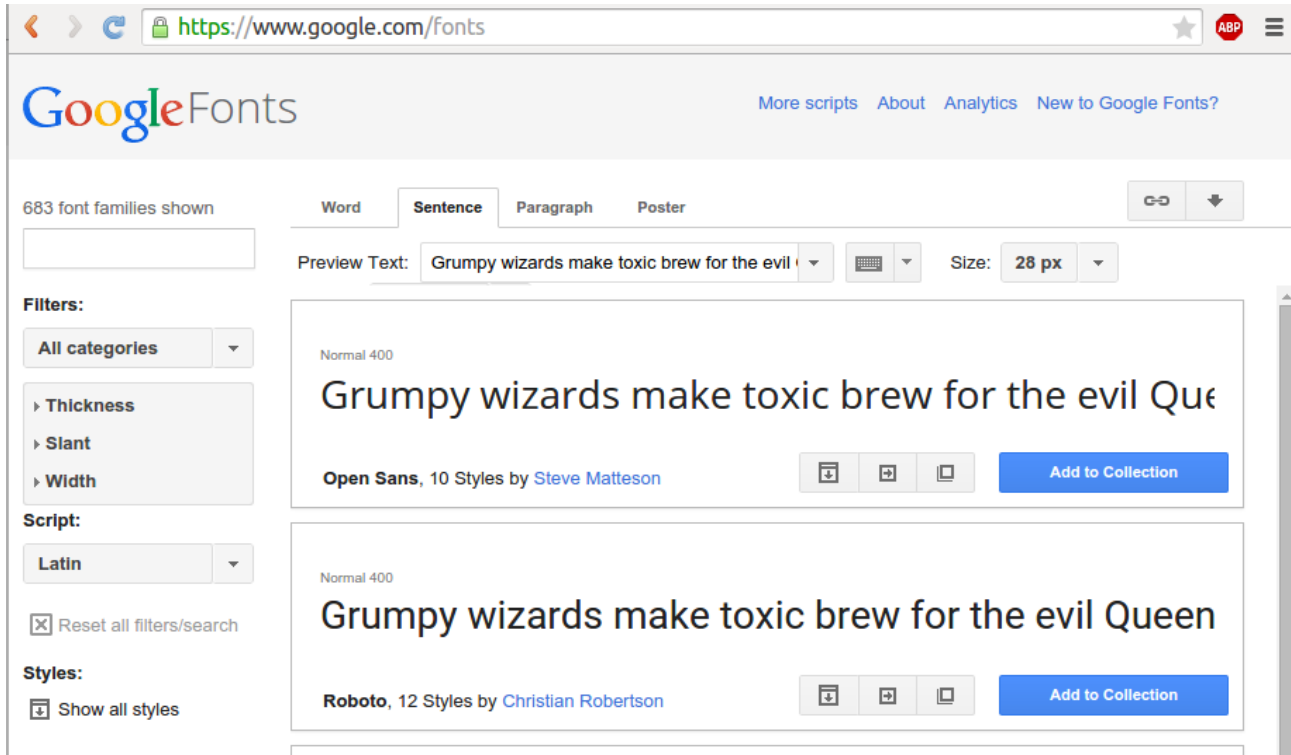 https://www.google.com/fonts
ABP
Google Fonts
More scripts About Analytics New to Google Fonts?
683 font families shown
Word Sentence Paragraph Poster
Preview Text: Grumpy wizards make toxic brew for the evil
Size: 28 px
Filters:
All categories
Thickness
Slant
Width
Script:
Latin
Reset all filters/search
Styles:
Show all styles
Normal 400
Grumpy wizards make toxic brew for the evil Que
Open Sans, 10 Styles by Steve Matteson
Add to Collection
Normal 400
Grumpy wizards make toxic brew for the evil Queen
Roboto, 12 Styles by Christian Robertson
Add to Collection